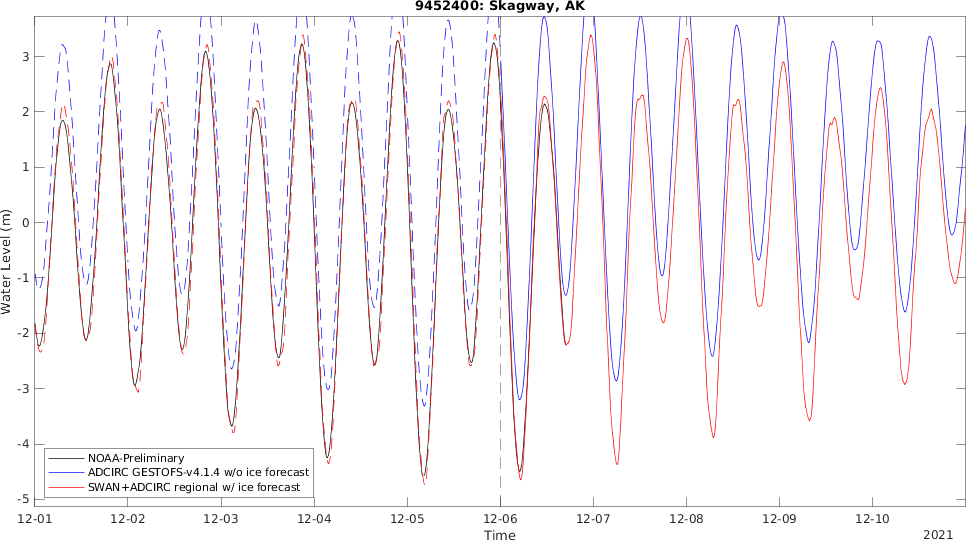 9452400: Skagway, AK
Water Level (m)
3
2
1
0
-1
-2
-3
-4
-5
NOAA-Preliminary
ADCIRC GESTOFS-v4.1.4 w/o ice forecast
SWAN+ADCIRC regional w/ ice forecast
12-01 12-02 12-03 12-04 12-05 12-06 12-07 12-08 12-09 12-10
Time
2021